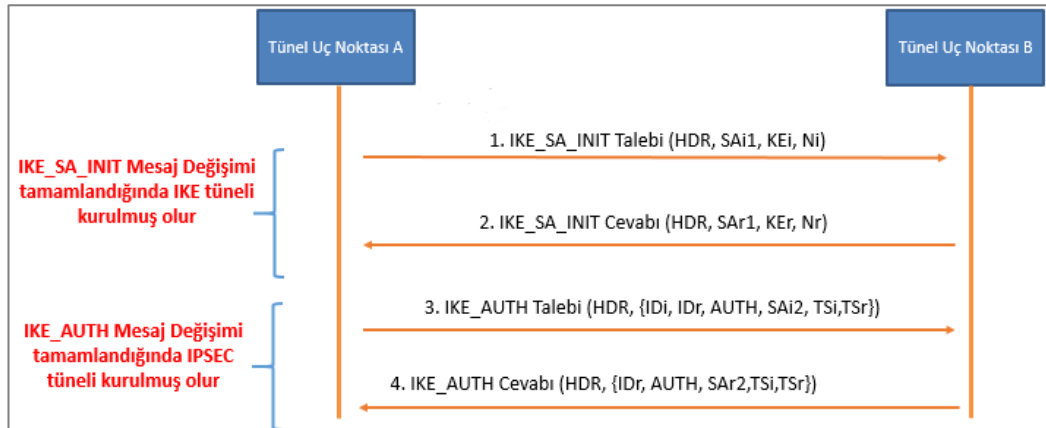 Tünel Uç Noktası A
Tünel Uç Noktası B
1. IKE_SA_INIT Talebi (HDR, SAi1, KEi, Ni)
IKE_SA_INIT Mesaj Değişimi
tamamlandığında IKE tüneli
kurulmuş olur
2. IKE_SA_INIT Cevabı (HDR, SAr1, KEr, Nr)
3. IKE_AUTH Talebi (HDR, {IDi, IDr, AUTH, SAi2, TSi,TSr})
IKE_AUTH Mesaj Değişimi
tamamlandığında IPSEC
tüneli kurulmuş olur
4. IKE_AUTH Cevabı (HDR, {IDr, AUTH, SAr2,TSi,TSr})